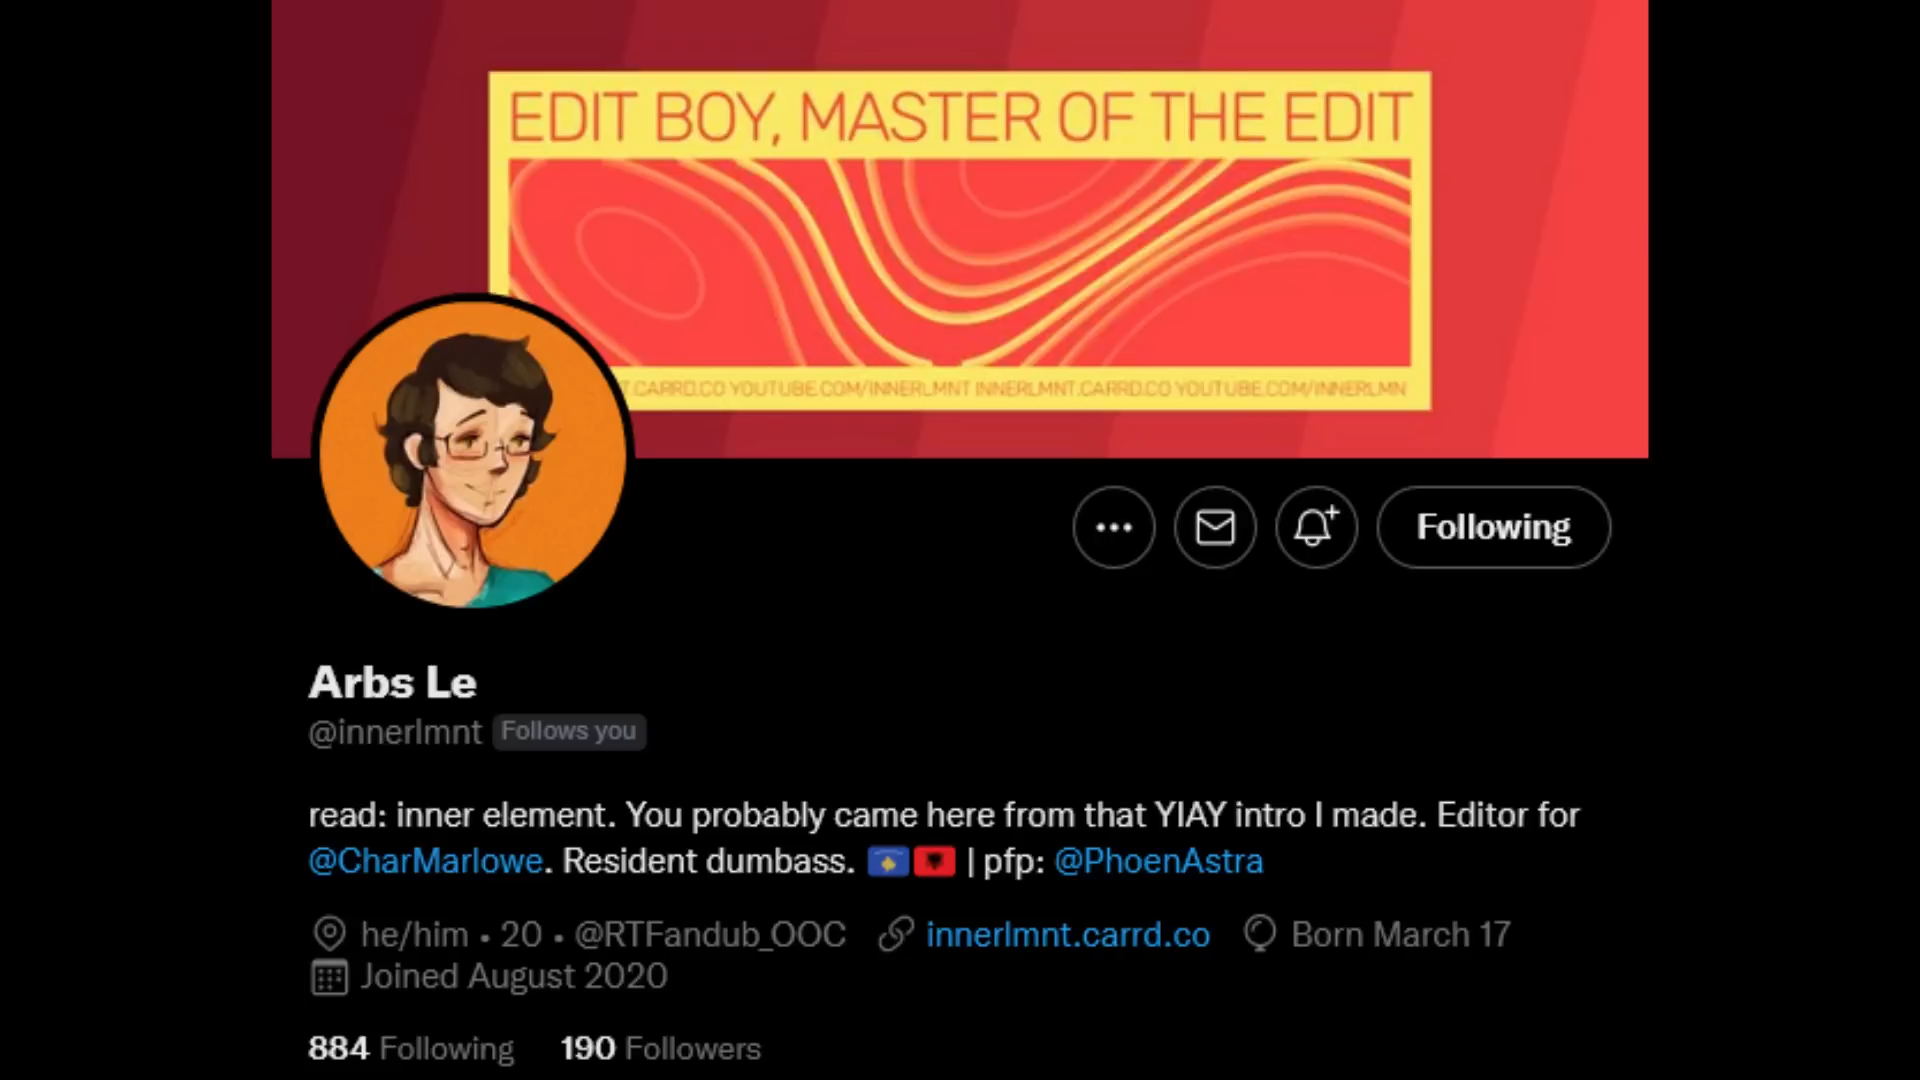 EDIT BOY, MASTER OF THE EDIT
T.CARRD.CO YOUTUBE.COM/INNERLMNT INNERLMNT.CARRD.CO YOUTUBE.COM/INNERLMN
Following
Arbs Le
@innerlmnt Follows you
read: inner element. You probably came here from that YIAY intro I made. Editor for
@CharMarlowe. Resident dumbass. 🇽🇰🇦🇱 | pfp: @PhoenAstra
he/him • 20 • @RTFandub_OOC innerlmnt.carrd.co Born March 17
Joined August 2020
884 Following 190 Followers